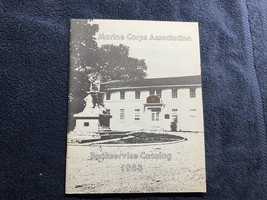 Marine Corps Association
Bookservice Catalog
1983